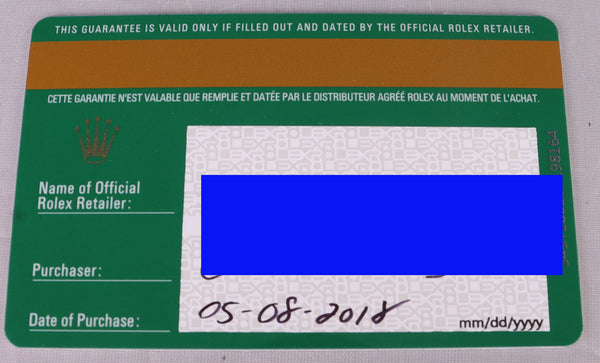 THIS GUARANTEE IS VALID ONLY IF FILLED OUT AND DATED BY THE OFFICIAL ROLEX RETAILER.
CETTE GARANTIE N'EST VALABLE QUE REMPLIE ET DATÉE PAR LE DISTRIBUTEUR AGRÉÉ ROLEX AU MOMENT DE L'ACHAT.
Name of Official
Rolex Retailer:
Purchaser:
Date of Purchase:
05-08-2018
mm/dd/yyyy
98164